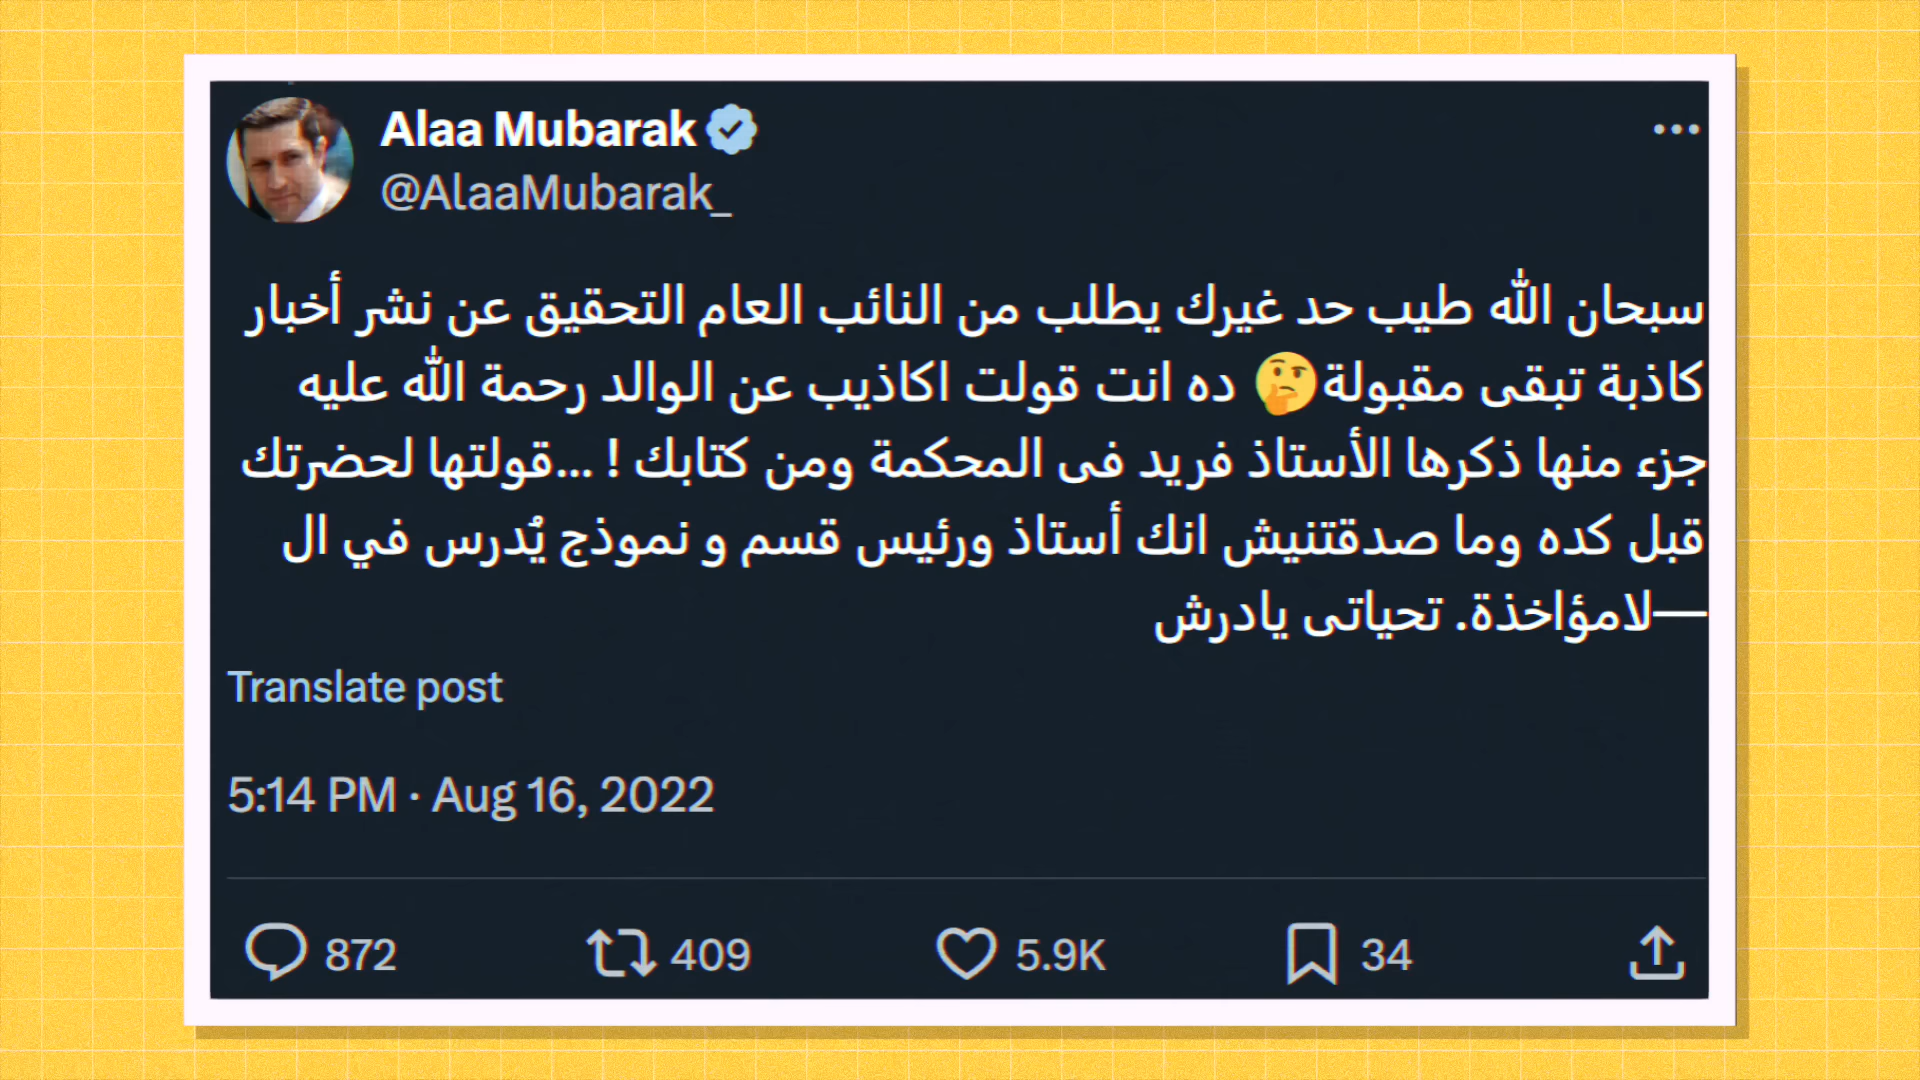 Alaa Mubarak
@AlaaMubarak_
سبحان الله طيب حد غيرك يطلب من النائب العام التحقيق عن نشر أخبار
كاذبة تبقى مقبولة🤔 ده انت قولت اكاذيب عن الوالد رحمة الله عليه
جزء منها ذكرها الأستاذ فريد فى المحكمة ومن كتابك ! ...قولتها لحضرتك
قبل كده وما صدقتنيش انك أستاذ ورئيس قسم و نموذج يُدرس في ال
—لامؤاخذة. تحياتى يادرش
Translate post
5:14 PM · Aug 16, 2022
872 409 5.9K 34